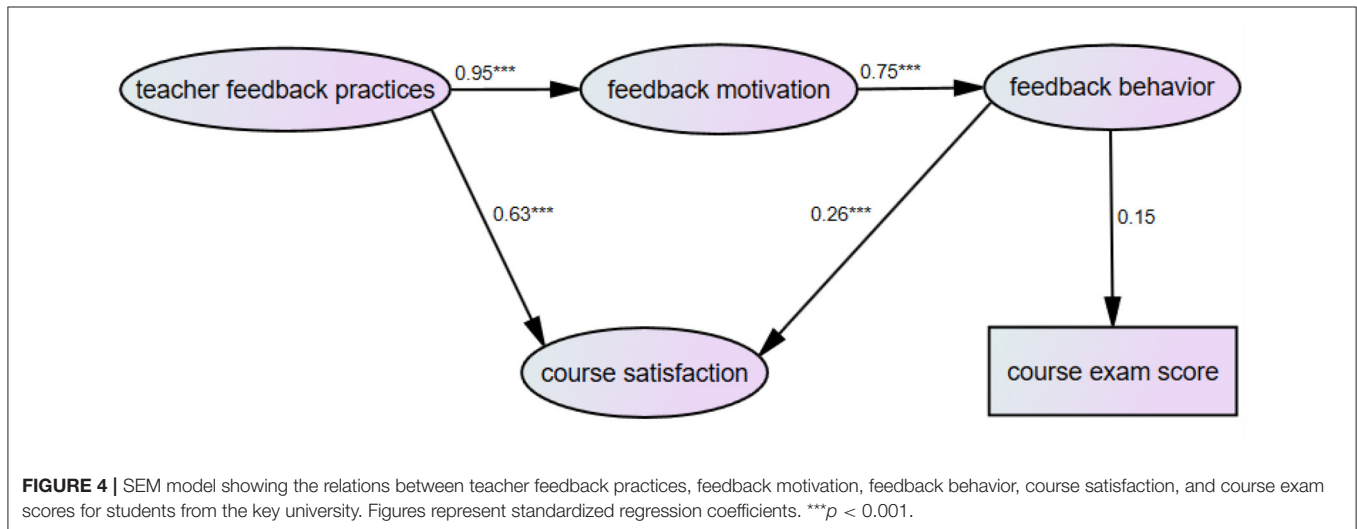 0.95***
0.75***
teacher feedback practices
feedback motivation
feedback behavior
0.63***
0.26***
0.15
course satisfaction
course exam score
FIGURE 4 | SEM model showing the relations between teacher feedback practices, feedback motivation, feedback behavior, course satisfaction, and course exam
scores for students from the key university. Figures represent standardized regression coefficients. ***p < 0.001.